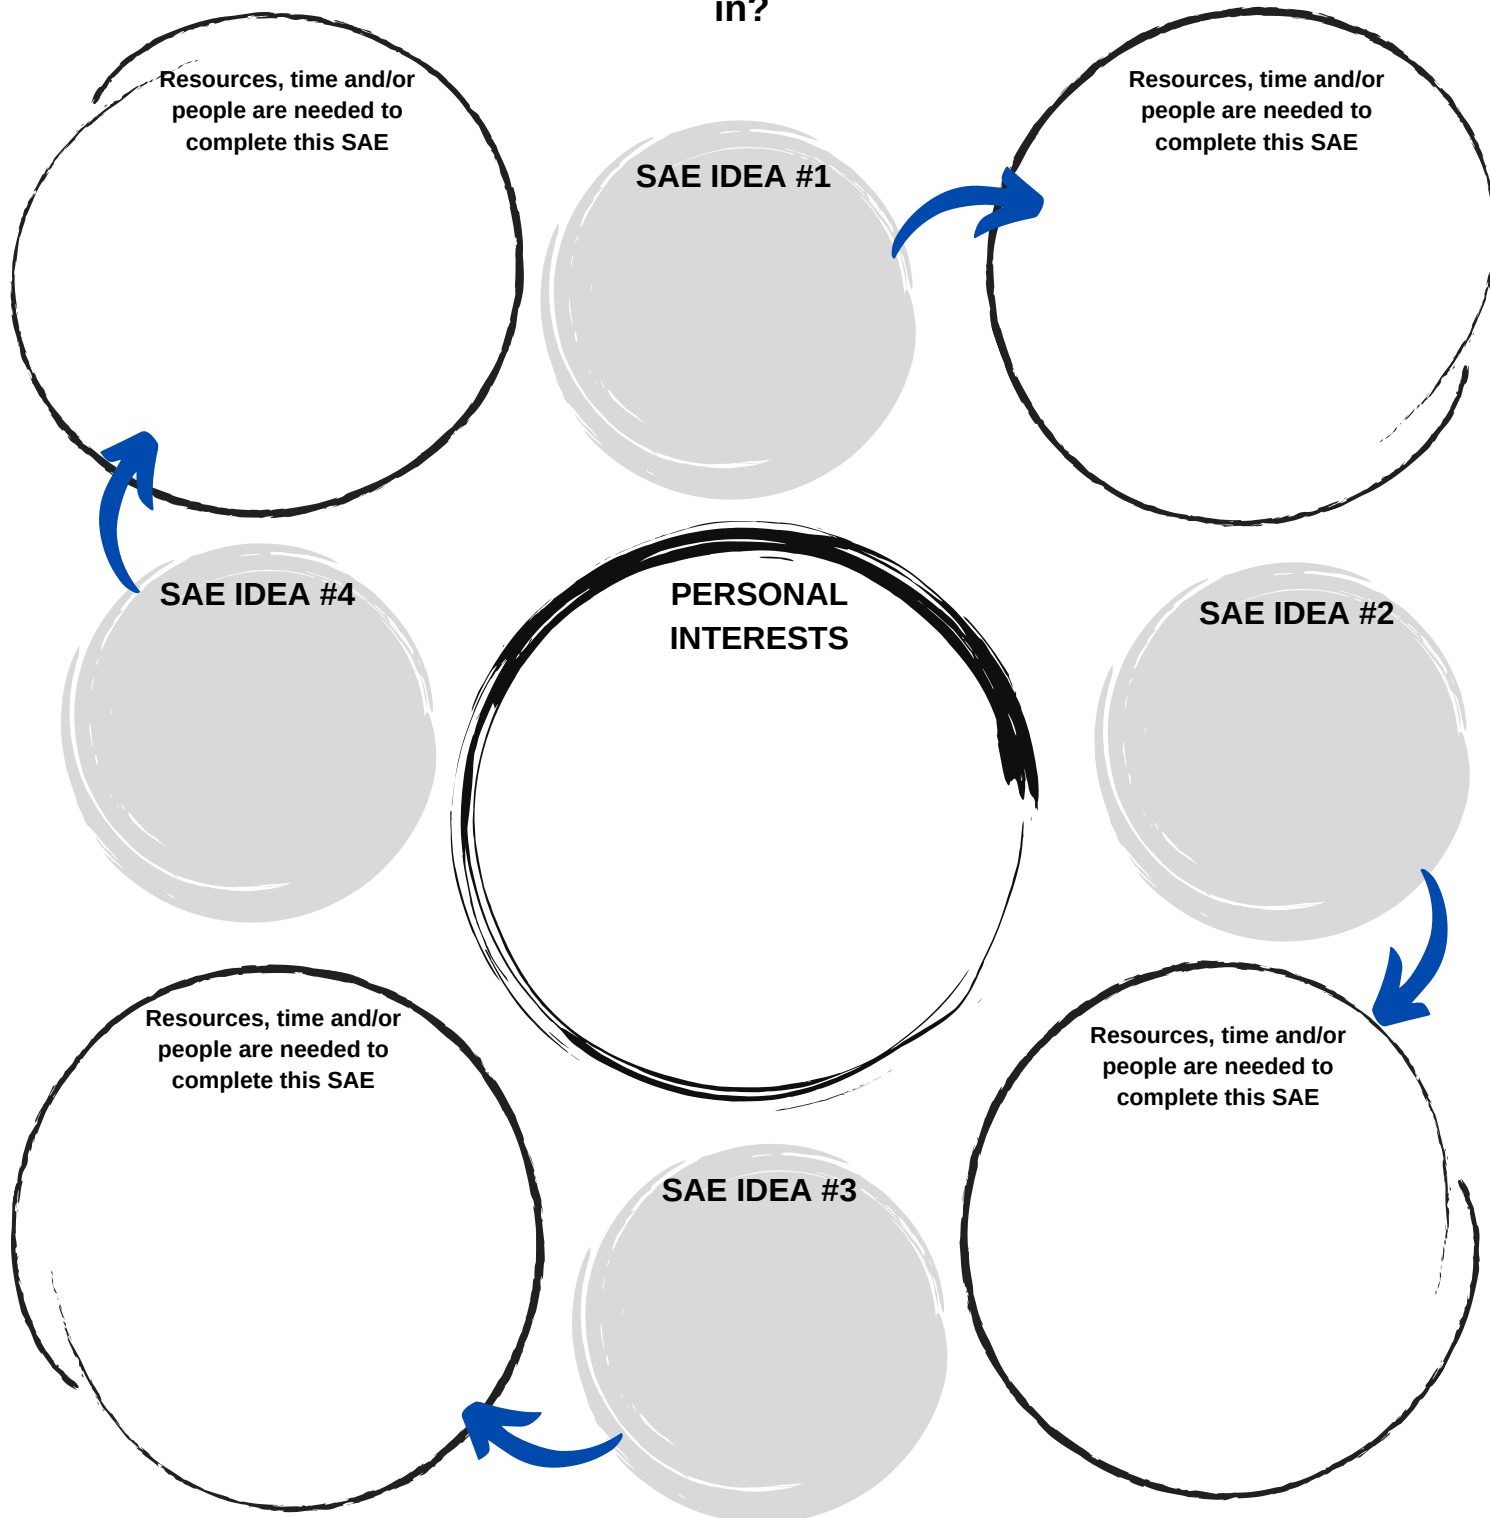 in?
Resources, time and/or
people are needed to
complete this SAE
Resources, time and/or
people are needed to
complete this SAE
SAE IDEA #1
SAE IDEA #4
PERSONAL
INTERESTS
SAE IDEA #2
Resources, time and/or
people are needed to
complete this SAE
Resources, time and/or
people are needed to
complete this SAE
SAE IDEA #3